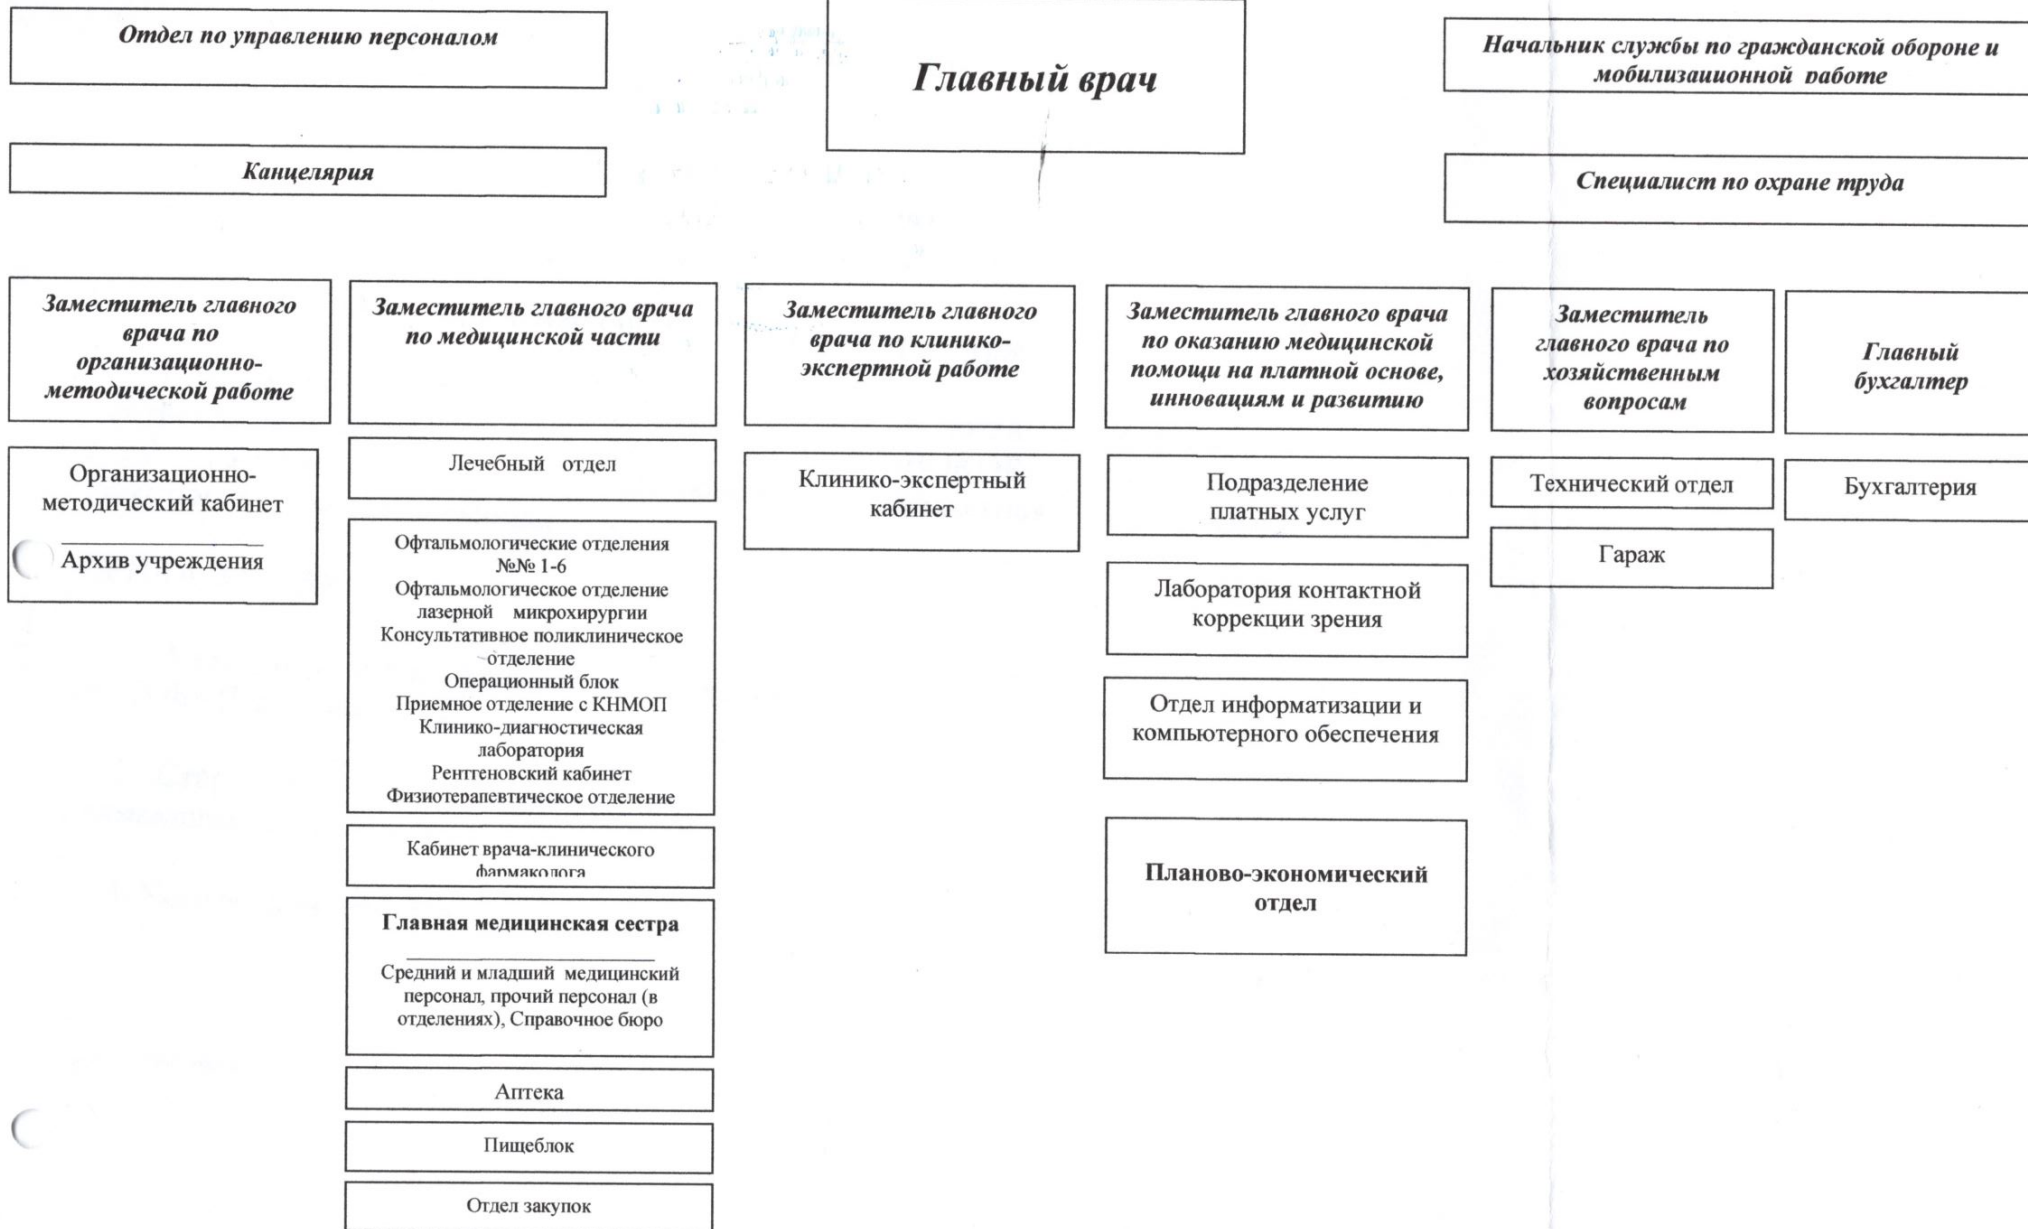 Отдел по управлению персоналом
Главный врач
Начальник службы по гражданской обороне и
мобилизационной работе
Канцелярия
Специалист по охране труда
Заместитель главного
врача по
организационно-
методической работе
Организационно-
методический кабинет
Архив учреждения
Заместитель главного врача
по медицинской части
Лечебный отдел
Офтальмологические отделения
№№ 1-6
Офтальмологическое отделение
лазерной микрохирургии
Консультативное поликлиническое
отделение
Операционный блок
Приемное отделение с КНМОП
Клинико-диагностическая
лаборатория
Рентгеновский кабинет
Физиотерапевтическое отделение
Кабинет врача-клинического
фармаколога
Главная медицинская сестра
Средний и младший медицинский
персонал, прочий персонал (в
отделениях), Справочное бюро
Аптека
Пищеблок
Отдел закупок
Заместитель главного
врача по клинико-
экспертной работе
Клинико-экспертный
кабинет
Заместитель главного врача
по оказанию медицинской
помощи на платной основе,
инновациям и развитию
Подразделение
платных услуг
Лаборатория контактной
коррекции зрения
Отдел информатизации и
компьютерного обеспечения
Планово-экономический
отдел
Заместитель
главного врача по
хозяйственным
вопросам
Технический отдел
Гараж
Главный
бухгалтер
Бухгалтерия